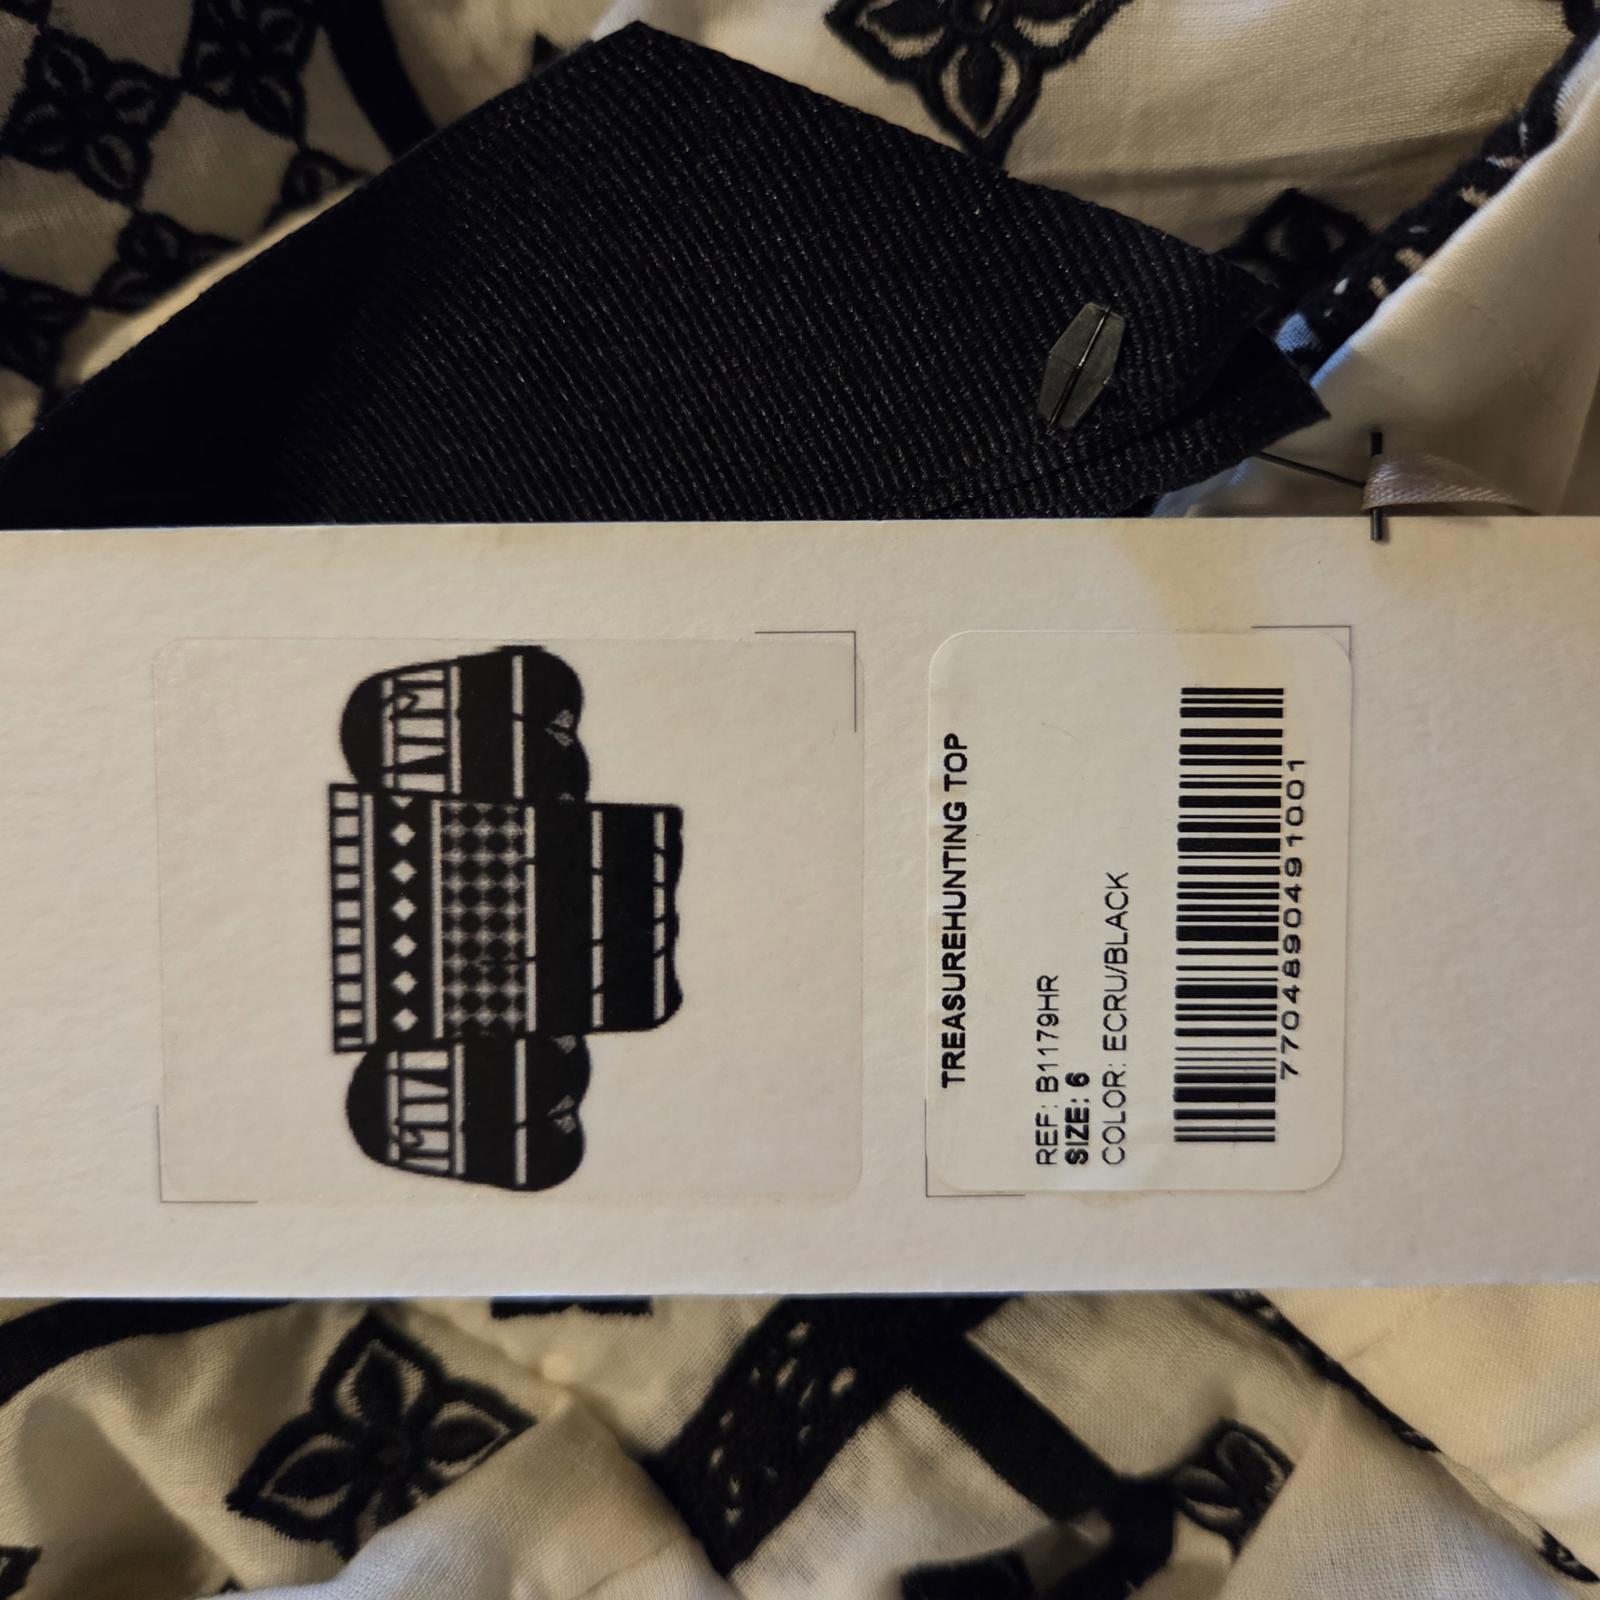 TREASUREHUNTING TOP
REF: B1179HR
SIZE: 6
COLOR: ECRU/BLACK
7704890491001